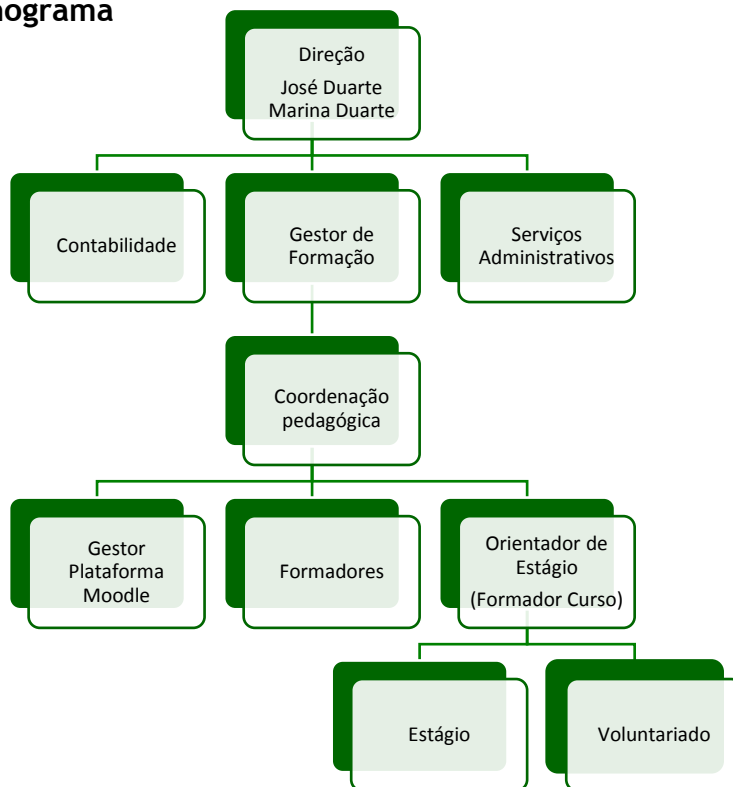 nograma
Direção
José Duarte
Marina Duarte
Contabilidade
Gestor de
Formação
Serviços
Administrativos
Coordenação
pedagógica
Gestor
Plataforma
Moodle
Formadores
Orientador de
Estágio
(Formador Curso)
Estágio
Voluntariado